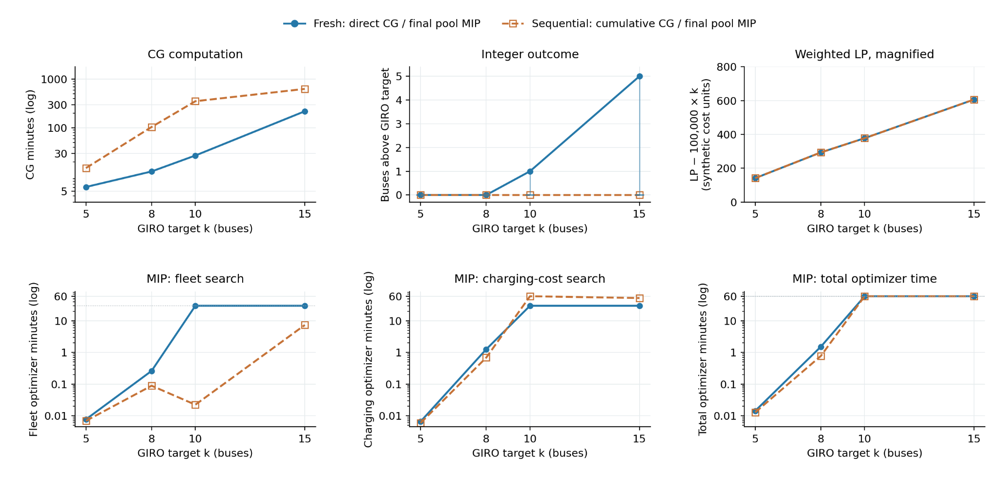 Fresh: direct CG / final pool MIP
Sequential: cumulative CG / final pool MIP
CG computation
CG minutes (log)
1000
300
100
30
5
5
8
10
15
GIRO target k (buses)
Integer outcome
Buses above GIRO target
5
4
3
2
1
0
5
8
10
15
GIRO target k (buses)
Weighted LP, magnified
LP − 100,000 × k
(synthetic cost units)
800
600
400
200
0
5
8
10
15
GIRO target k (buses)
MIP: fleet search
Fleet optimizer minutes (log)
60
10
1
0.1
0.01
5
8
10
15
GIRO target k (buses)
MIP: charging-cost search
Charging optimizer minutes (log)
60
10
1
0.1
0.01
5
8
10
15
GIRO target k (buses)
MIP: total optimizer time
Total optimizer minutes (log)
60
10
1
0.1
0.01
5
8
10
15
GIRO target k (buses)